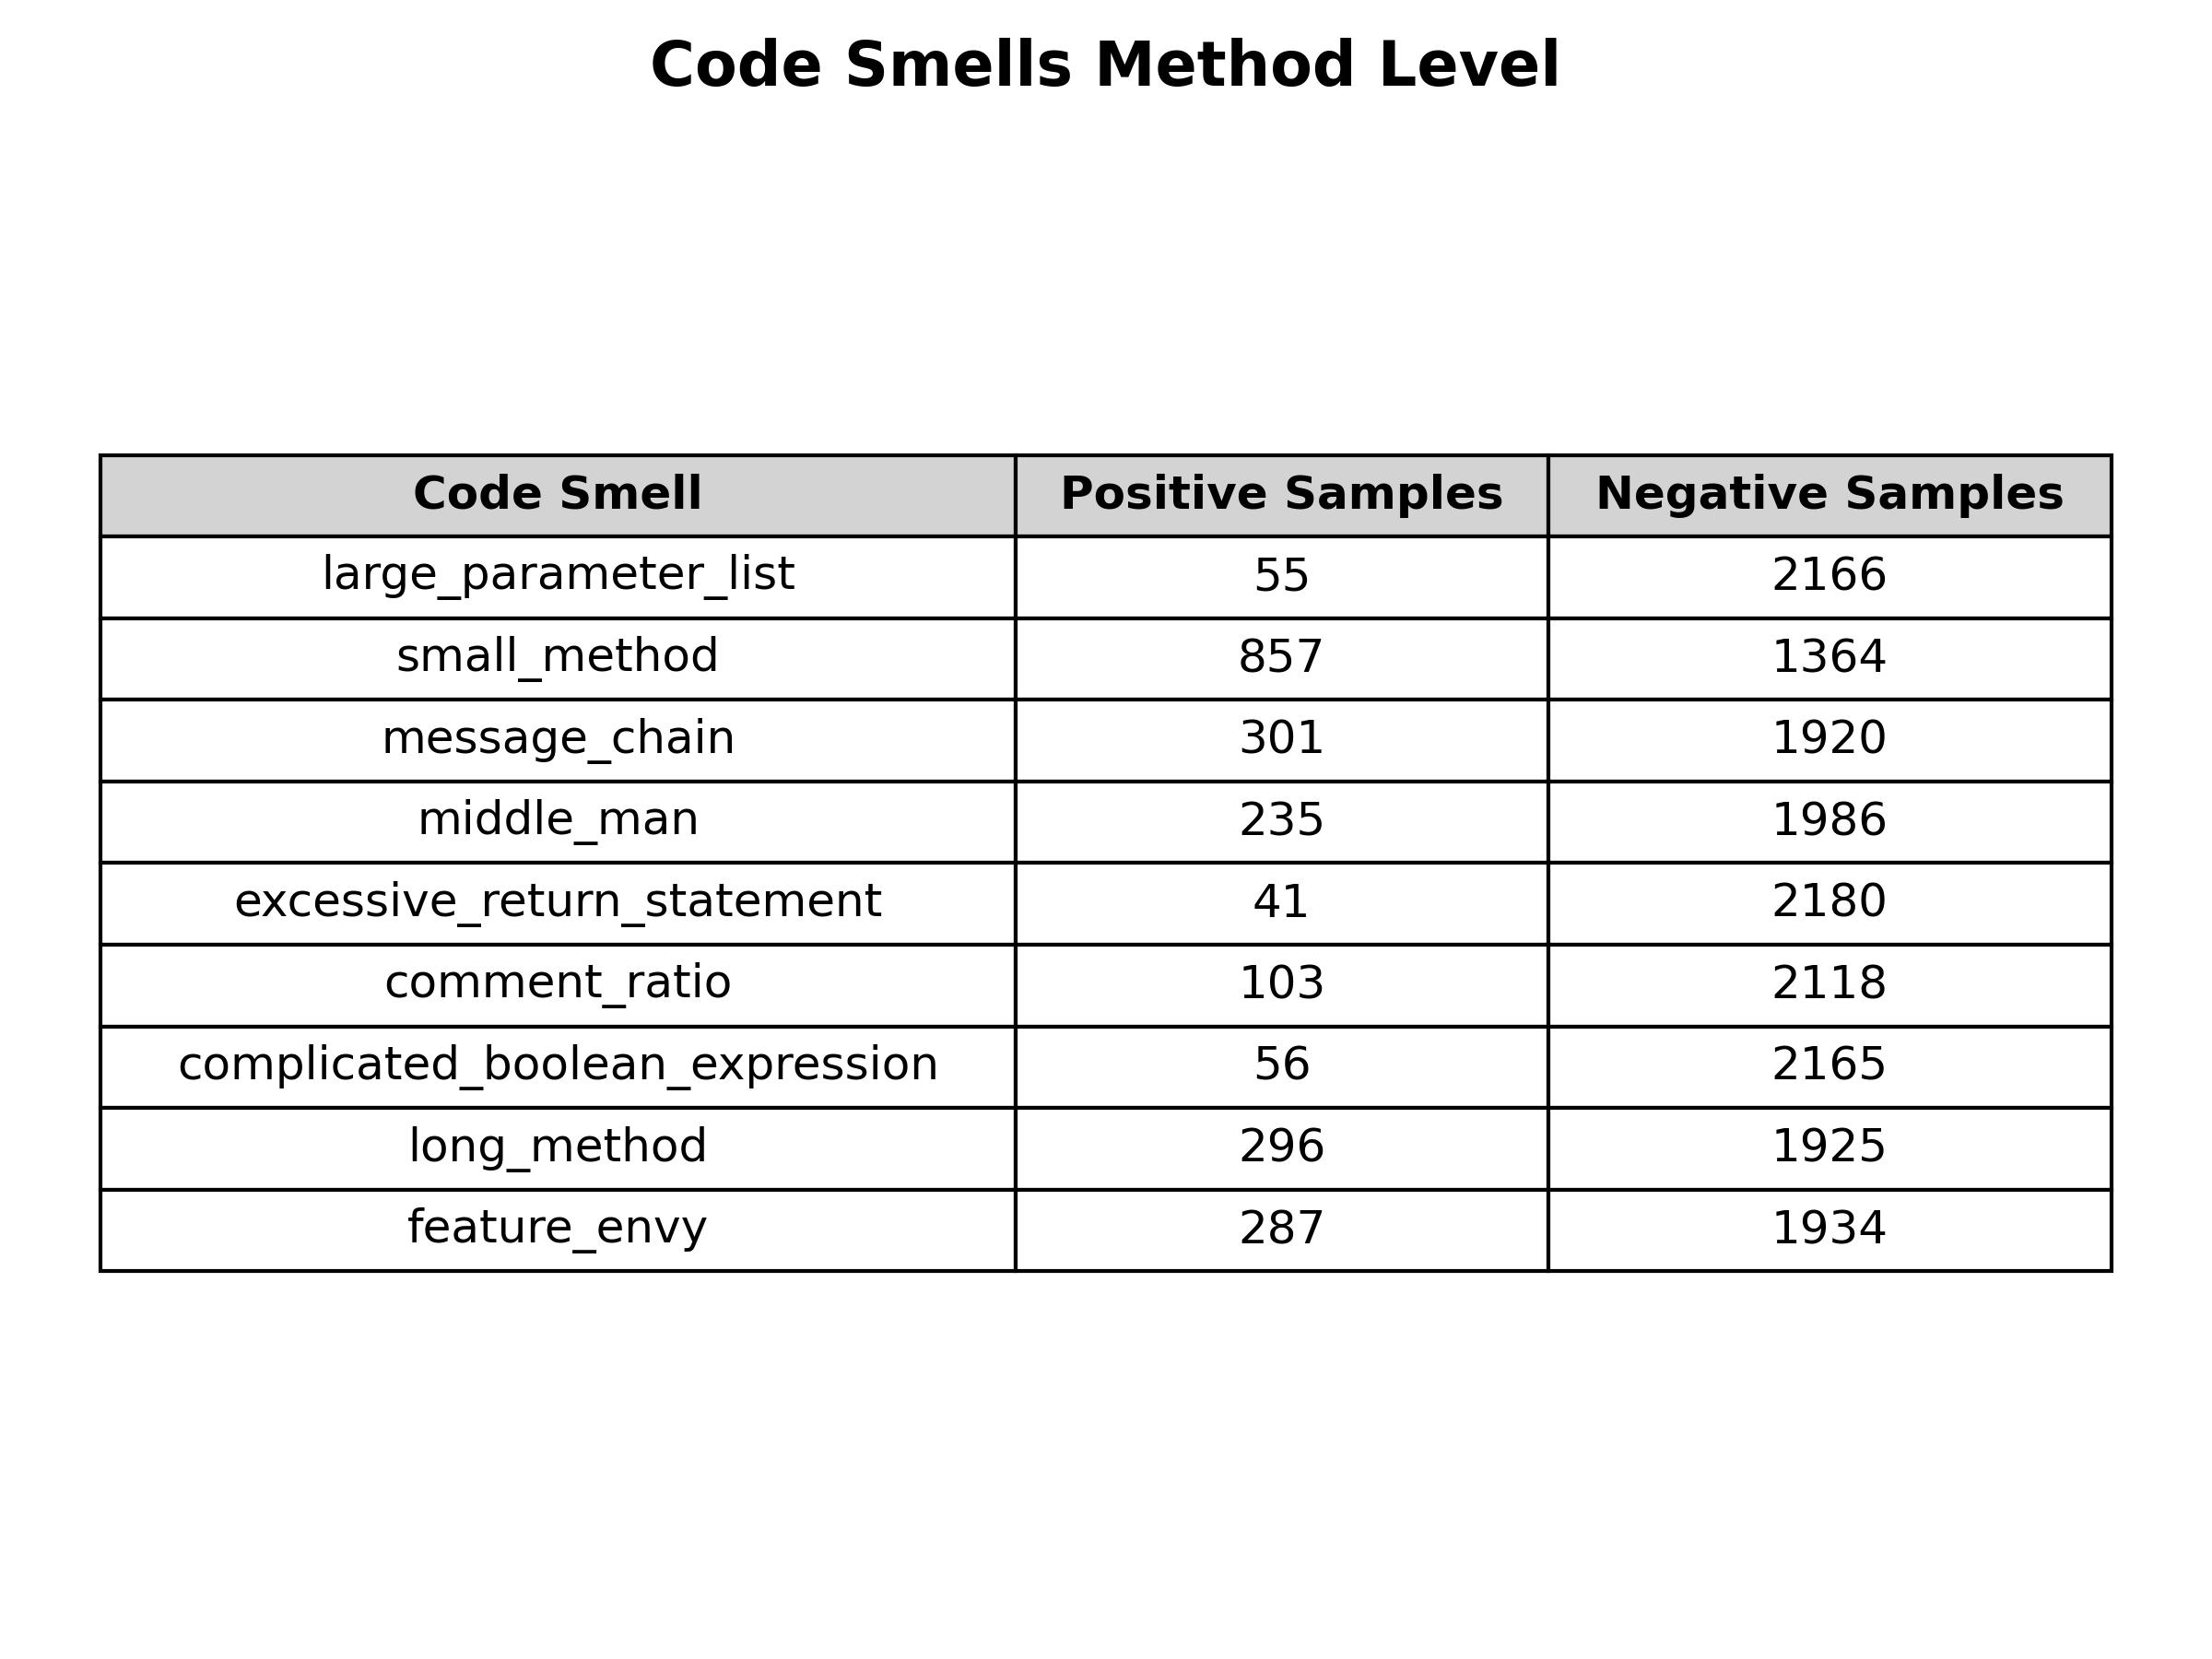 Code Smells Method Level
Code Smell Positive Samples Negative Samples
large_parameter_list 55 2166
small_method 857 1364
message_chain 301 1920
middle_man 235 1986
excessive_return_statement 41 2180
comment_ratio 103 2118
complicated_boolean_expression 56 2165
long_method 296 1925
feature_envy 287 1934